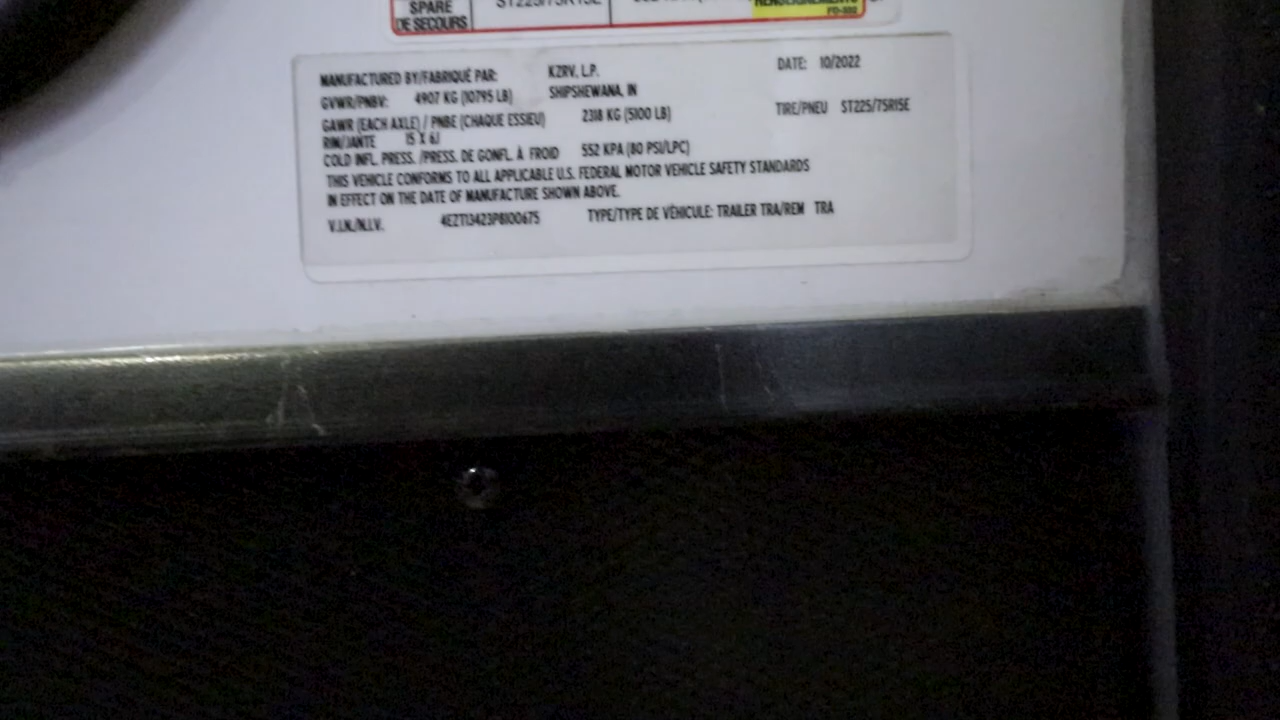 SPARE
DE SECOURS
ST225/75R15E
MANUFACTURED BY/FABRIQUÉ PAR: KZRV, L.P. DATE: 10/2022
GVWR/PNBV: 4907 KG (10795 LB) SHIPSHEWANA, IN
GAWR (EACH AXLE) / PNBE (CHAQUE ESSIEU) 2318 KG (5100 LB) TIRE/PNEU ST225/75R15E
RIM/JANTE 15 X 6J
COLD INFL. PRESS. /PRESS. DE GONFL. À FROID 552 KPA (80 PSI/LPC)
THIS VEHICLE CONFORMS TO ALL APPLICABLE U.S. FEDERAL MOTOR VEHICLE SAFETY STANDARDS
IN EFFECT ON THE DATE OF MANUFACTURE SHOWN ABOVE.
V.I.N./N.I.V. 4EZT13423P8100675 TYPE/TYPE DE VÉHICULE: TRAILER TRA/REM TRA